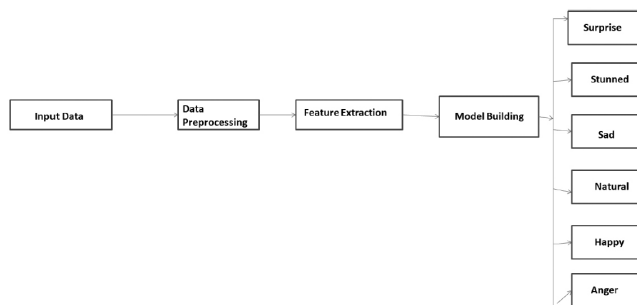 Surprise
Stunned
Input Data
Data
Preprocessing
Feature Extraction
Model Building
Sad
Natural
Happy
Anger